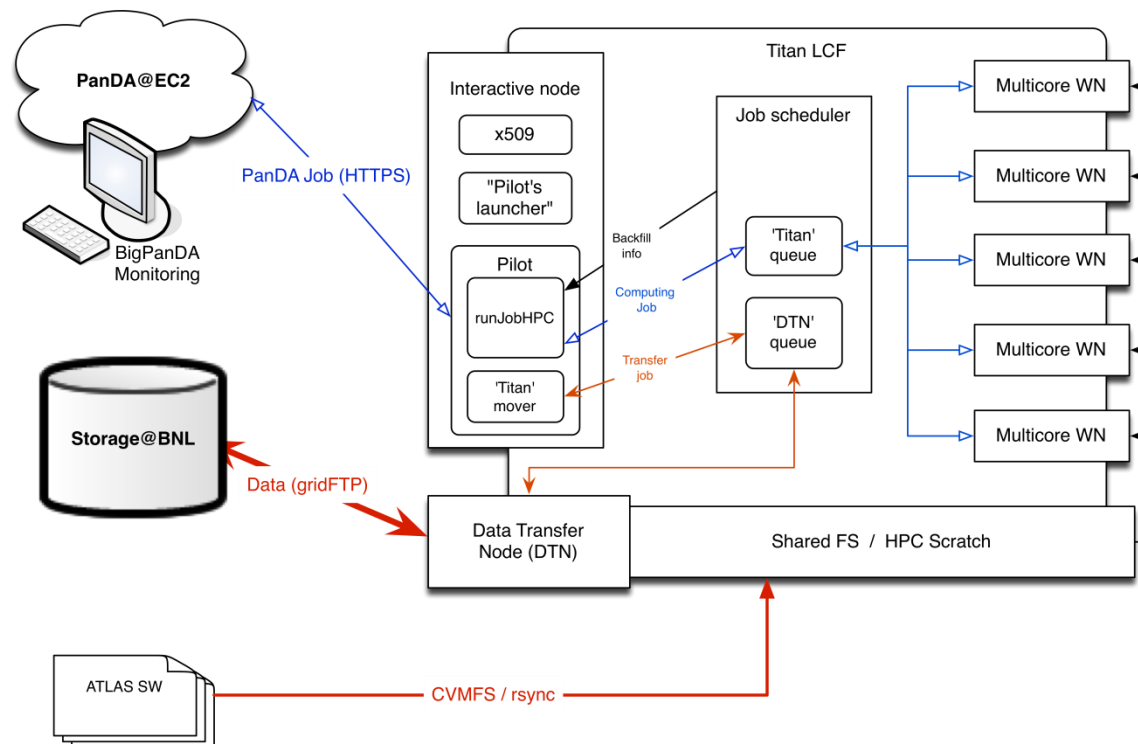 PanDA@EC2
BigPanDA
Monitoring
PanDA Job (HTTPS)
Storage@BNL
Data (gridFTP)
ATLAS SW
CVMFS / rsync
Titan LCF
Interactive node
x509
"Pilot's
launcher"
Pilot
runJobHPC
'Titan'
mover
Backfill
info
Computing
Job
Transfer
job
Job scheduler
'Titan'
queue
'DTN'
queue
Multicore WN
Multicore WN
Multicore WN
Multicore WN
Multicore WN
Data Transfer
Node (DTN)
Shared FS / HPC Scratch